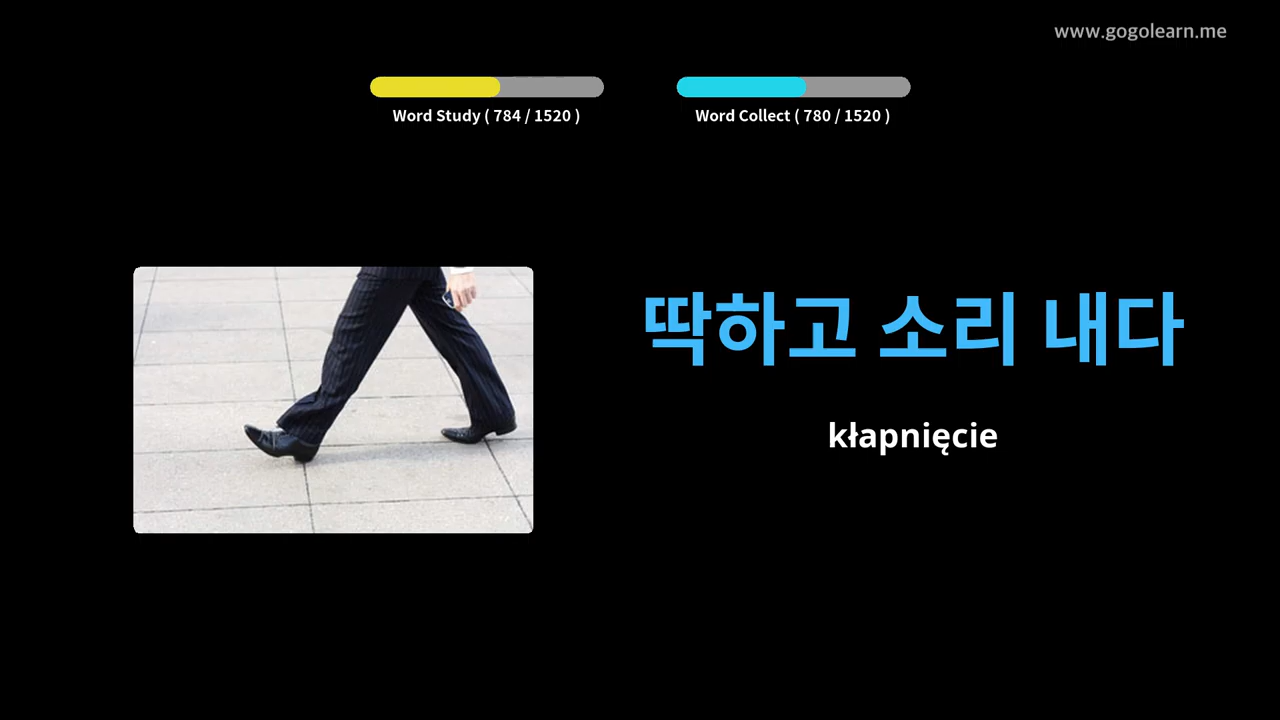 www.gogolearn.me
Word Study ( 784 / 1520 )
Word Collect ( 780 / 1520 )
딱하고 소리 내다
kłapnięcie